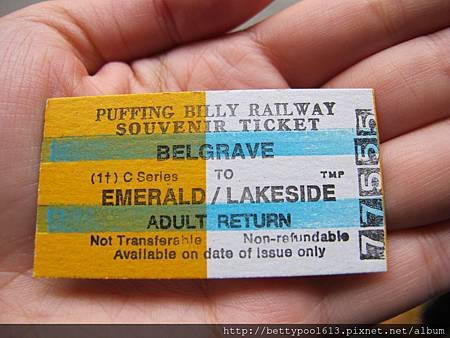 PUFFING BILLY RAILWAY
SOUVENIR TICKET
BELGRAVE
(1†) C Series TO TMP
EMERALD / LAKESIDE
ADULT RETURN
Not Transferable Non-refundable
Available on date of issue only
775555
http://bettypool613.pixnet.net/album